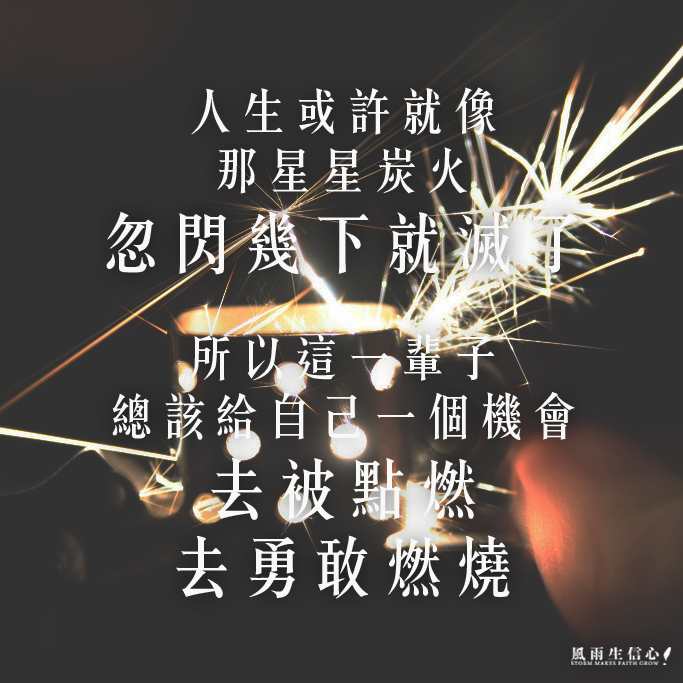 人生或許就像
那星星炭火
忽閃幾下就滅了
所以這一輩子
總該給自己一個機會
去被點燃
去勇敢燃燒
風雨生信心!
STORM MAKES FAITH GROW